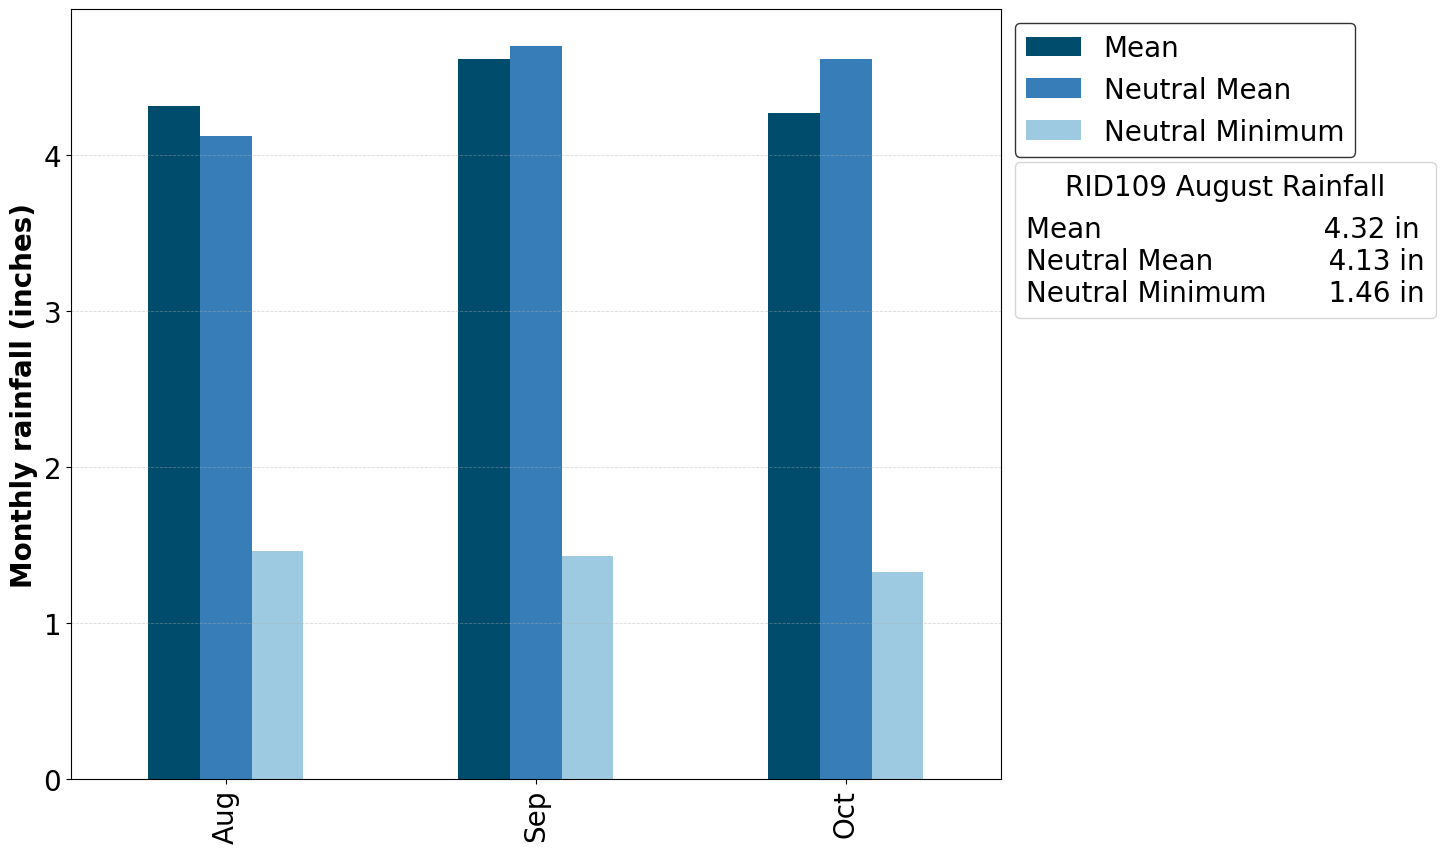 Monthly rainfall (inches)
4
3
2
1
0
Aug
Sep
Oct
Mean
Neutral Mean
Neutral Minimum
RID109 August Rainfall
Mean 4.32 in
Neutral Mean 4.13 in
Neutral Minimum 1.46 in